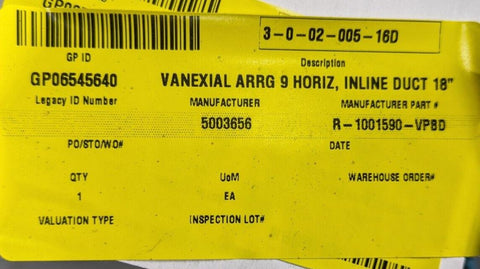 3-0-02-005-16D
GP ID
Description
GP06545640
VANEXIAL ARRG 9 HORIZ, INLINE DUCT 18"
Legacy ID Number
MANUFACTURER
MANUFACTURER PART #
5003656
R-1001590-VPBD
PO/STO/WO#
DATE
QTY
UoM
WAREHOUSE ORDER#
1
EA
VALUATION TYPE
INSPECTION LOT#